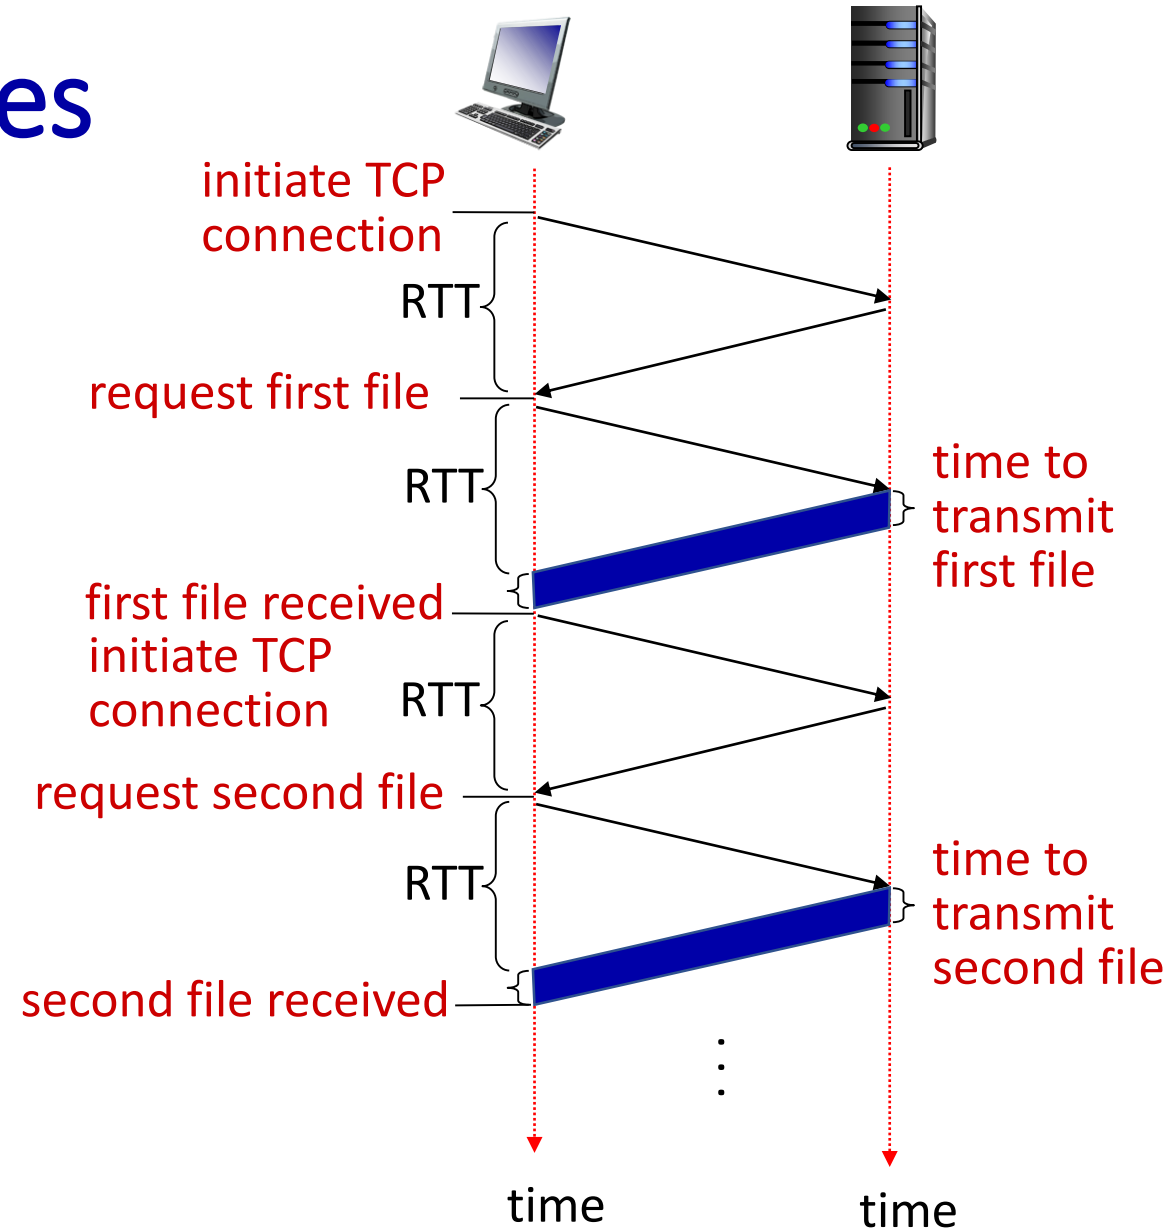 es
initiate TCP
connection
RTT
request first file
RTT
time to
transmit
first file
first file received
initiate TCP
connection
RTT
request second file
RTT
time to
transmit
second file
second file received
time
time